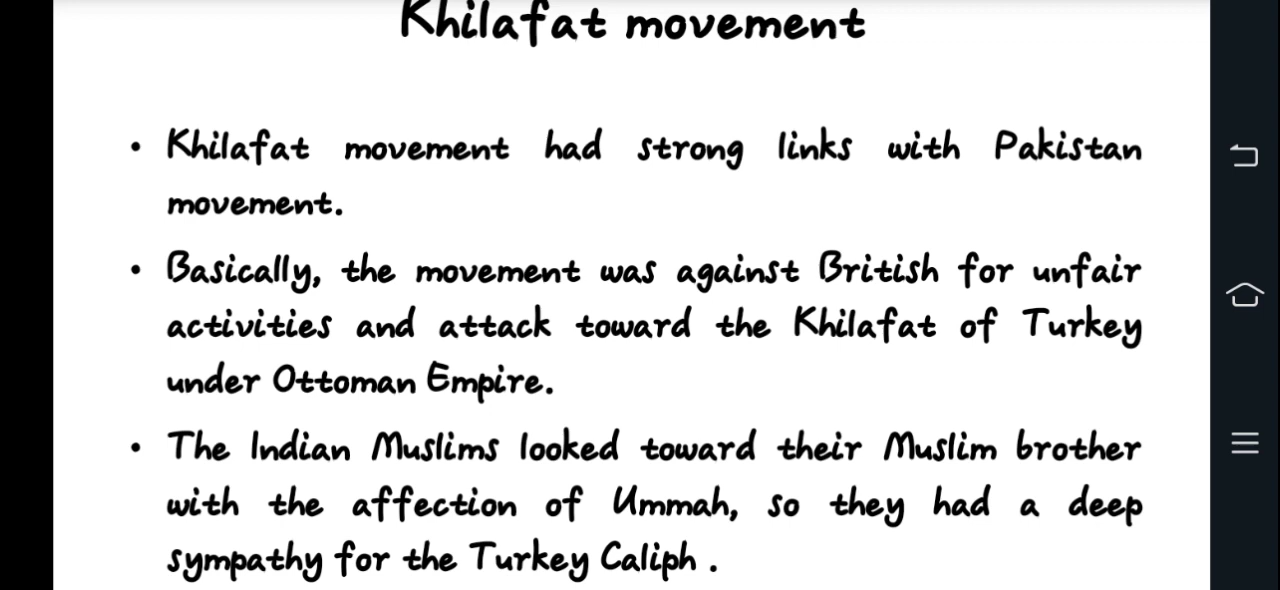 Khilafat movement
• Khilafat movement had strong links with Pakistan
movement.
• Basically, the movement was against British for unfair
activities and attack toward the Khilafat of Turkey
under Ottoman Empire.
• The Indian Muslims looked toward their Muslim brother
with the affection of Ummah, so they had a deep
sympathy for the Turkey Caliph .